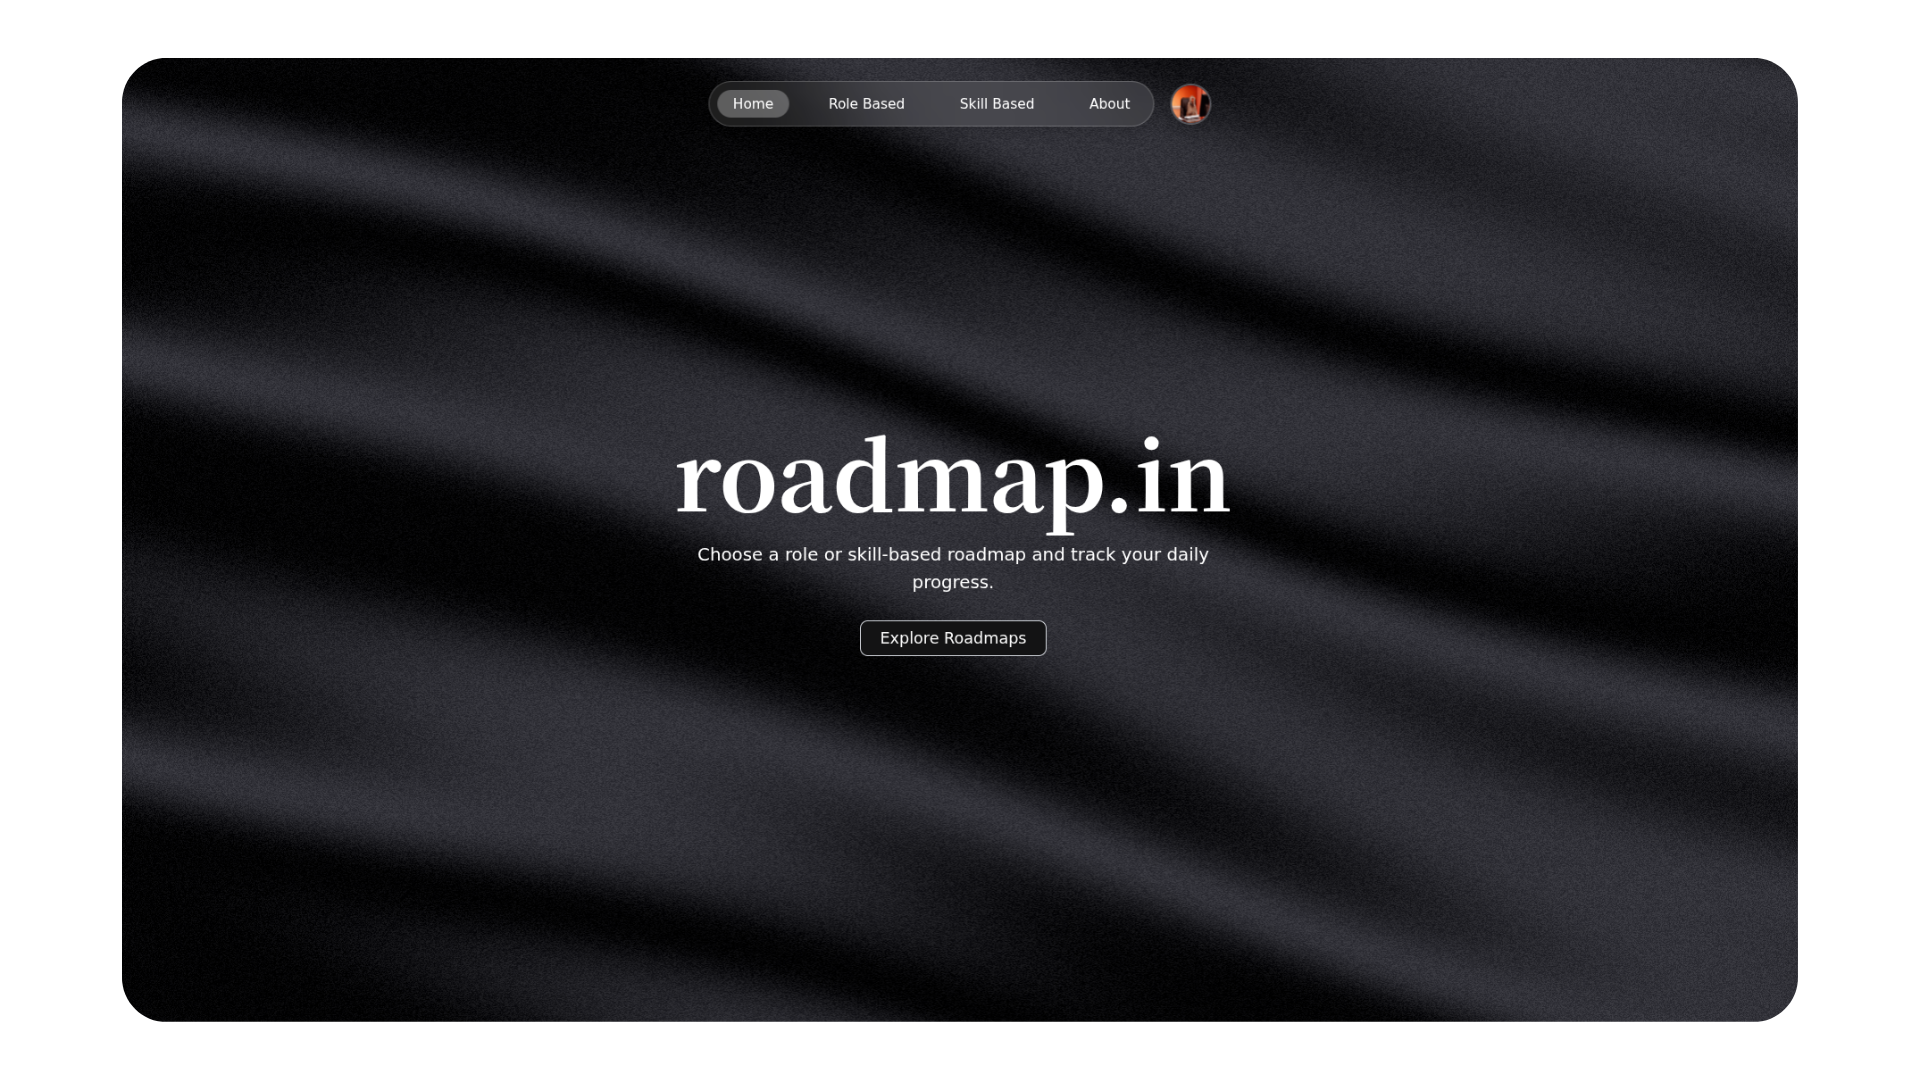 Home Role Based Skill Based About
roadmap.in
Choose a role or skill-based roadmap and track your daily
progress.
Explore Roadmaps